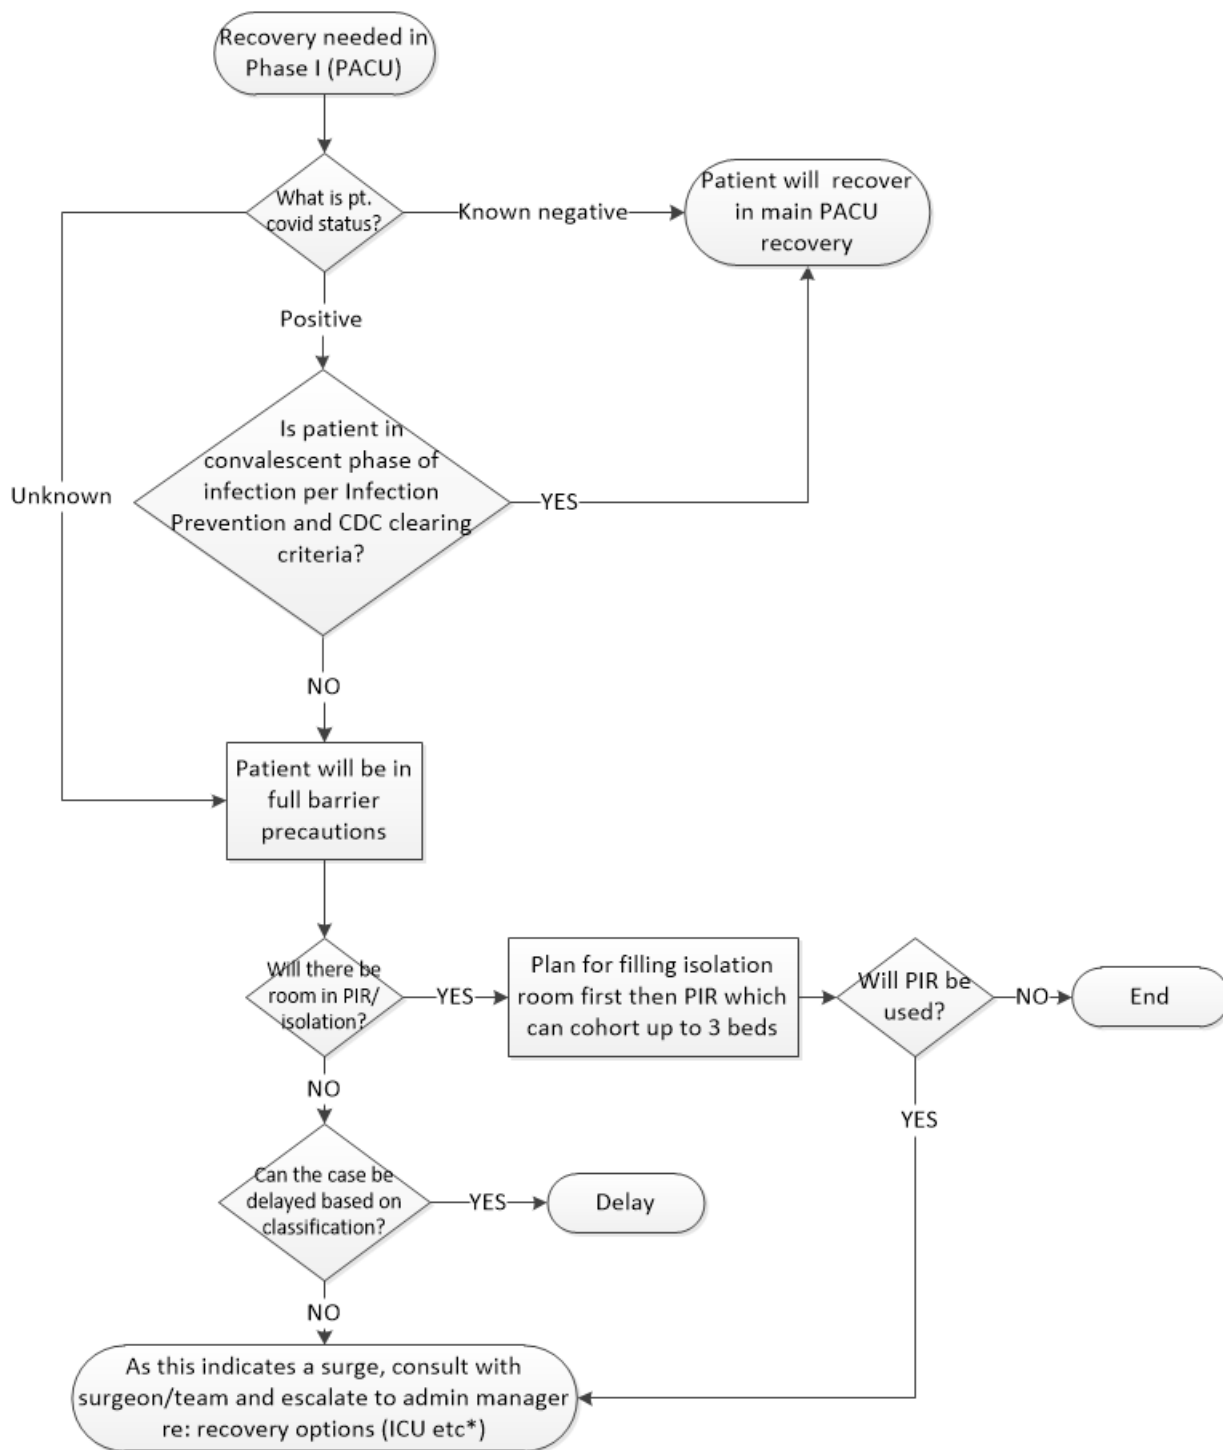 Recovery needed in
Phase I (PACU)
What is pt.
covid status?
Known negative
Patient will  recover
in main PACU
recovery
Positive
Unknown
Is patient in
convalescent phase of
infection per Infection
Prevention and CDC clearing
criteria?
YES
NO
Patient will be in
full barrier
precautions
Will there be
room in PIR/
isolation?
YES
Plan for filling isolation
room first then PIR which
can cohort up to 3 beds
Will PIR be
used?
NO
End
NO
YES
Can the case be
delayed based on
classification?
YES
Delay
NO
As this indicates a surge, consult with
surgeon/team and escalate to admin manager
re: recovery options (ICU etc*)